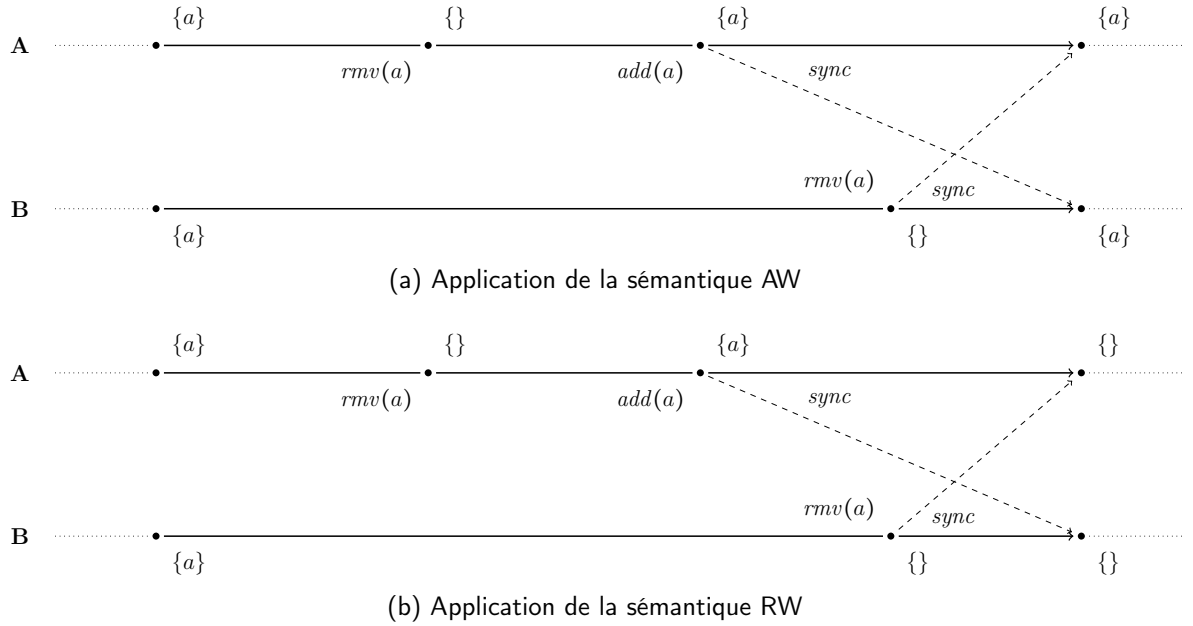 {a} {} {a} {a}
A
rmv(a) add(a) sync
rmv(a)
sync
B
{a} {} {a}
(a) Application de la sémantique AW
{a} {} {a} {}
A
rmv(a) add(a) sync
rmv(a)
sync
B
{a} {} {}
(b) Application de la sémantique RW